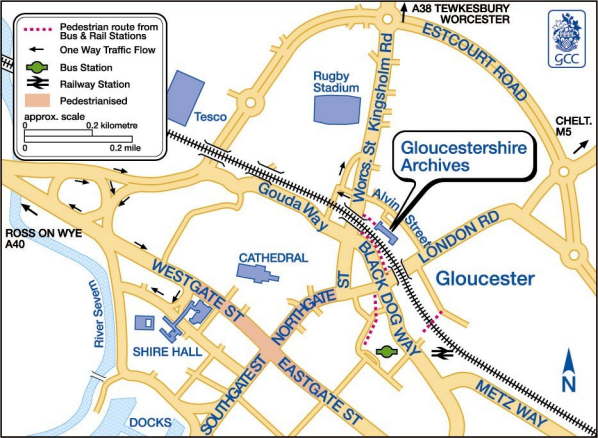 Pedestrian route from
Bus & Rail Stations
One Way Traffic Flow
Bus Station
Railway Station
Pedestrianised
approx. scale
0 0.2 kilometre
0 0.2 mile
A38 TEWKESBURY
WORCESTER
ESTCOURT ROAD
GCC
Rugby
Stadium
Tesco
Worcs. St Kingsholm Rd
CHELT.
M5
Gloucestershire
Archives
Alvin Street
Gouda Way
LONDON RD
ROSS ON WYE
A40
CATHEDRAL
WESTGATE ST
NORTHGATE ST
BLACK DOG WAY
Gloucester
River Seven
SHIRE HALL
SOUTHGATE ST
EASTGATE ST
METZ WAY
N
DOCKS